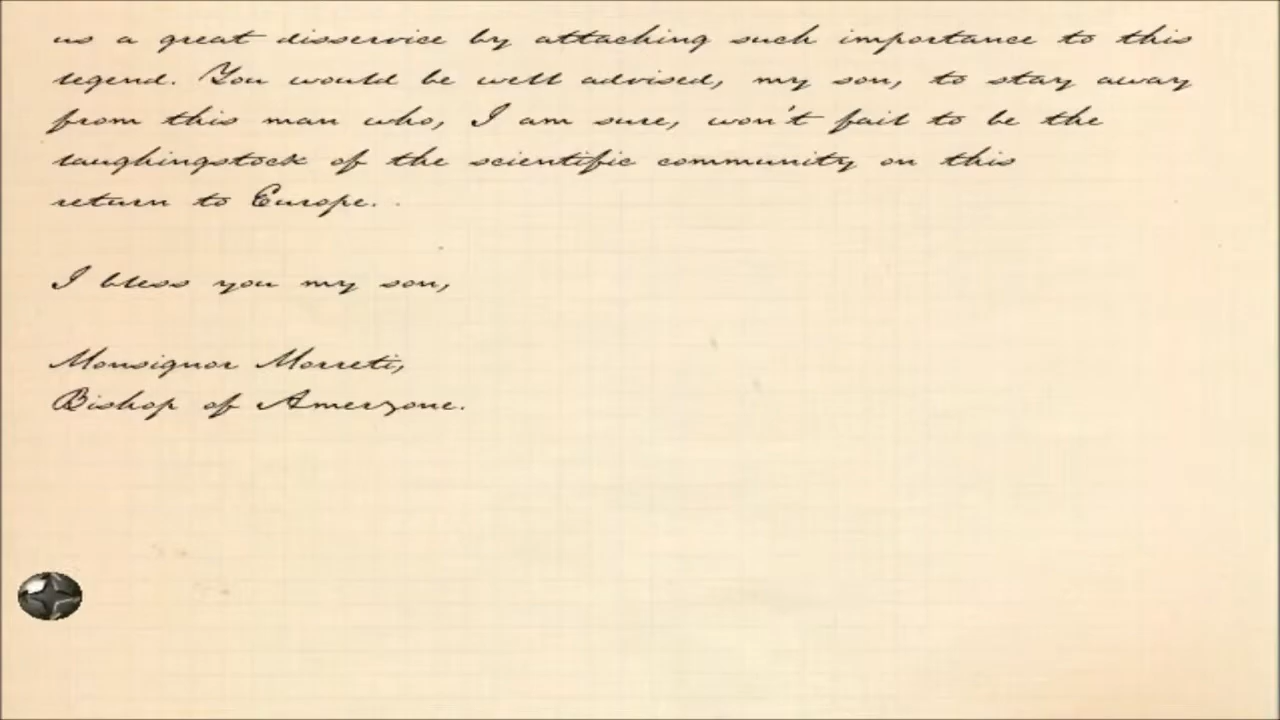 us a great disservice by attaching such importance to this
legend. You would be well advised, my son, to stay away
from this man who, I am sure, won't fail to be the
laughingstock of the scientific community on this
return to Europe. .
I bless you my son,
Monsignor Morreti,
Bishop of Amerzone.